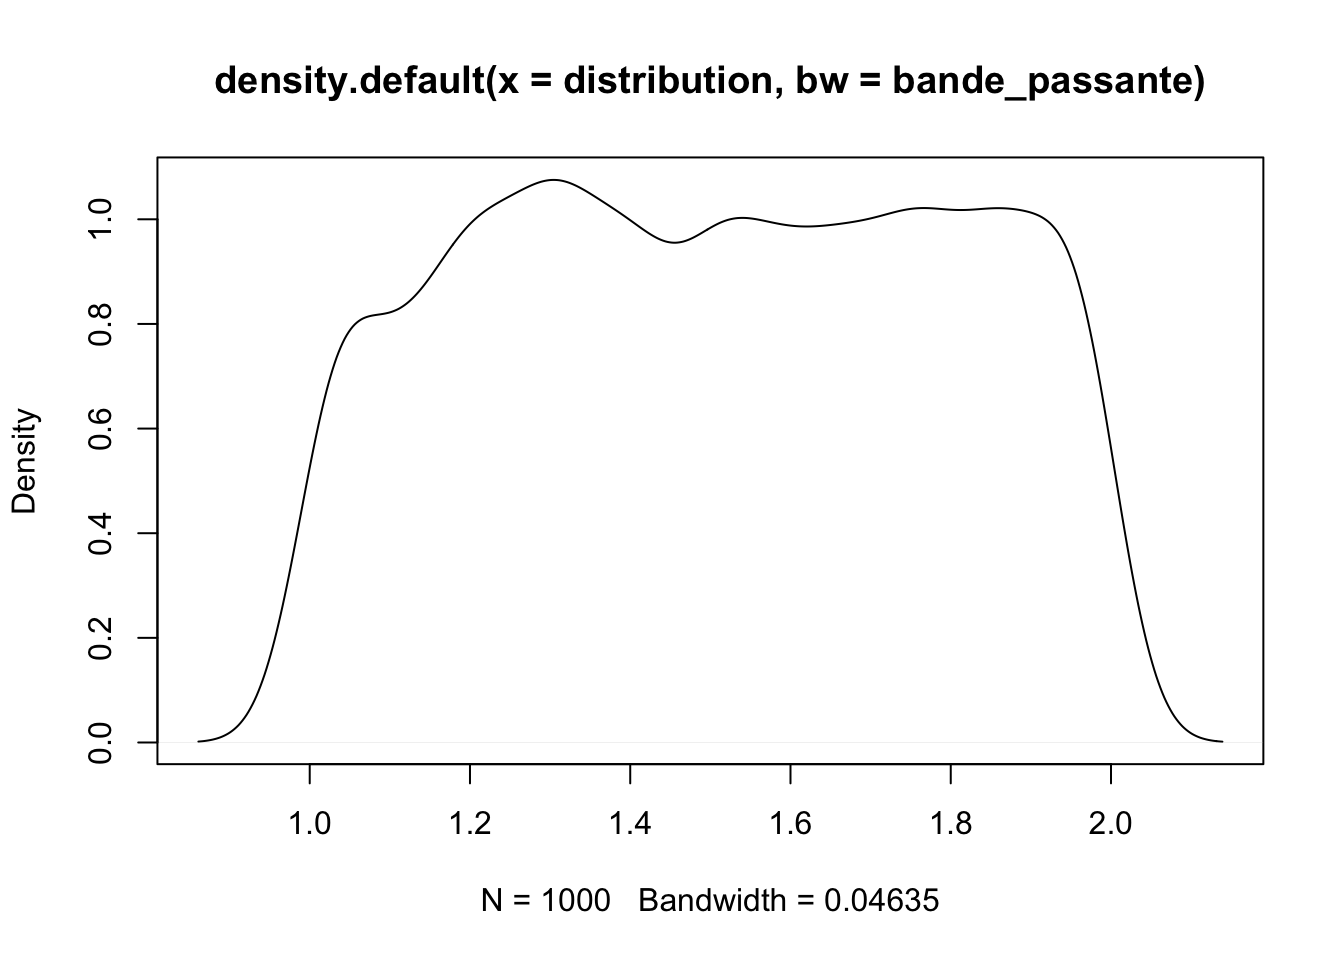 density.default(x = distribution, bw = bande_passante)
Density
0.0 0.2 0.4 0.6 0.8 1.0
1.0 1.2 1.4 1.6 1.8 2.0
N = 1000   Bandwidth = 0.04635